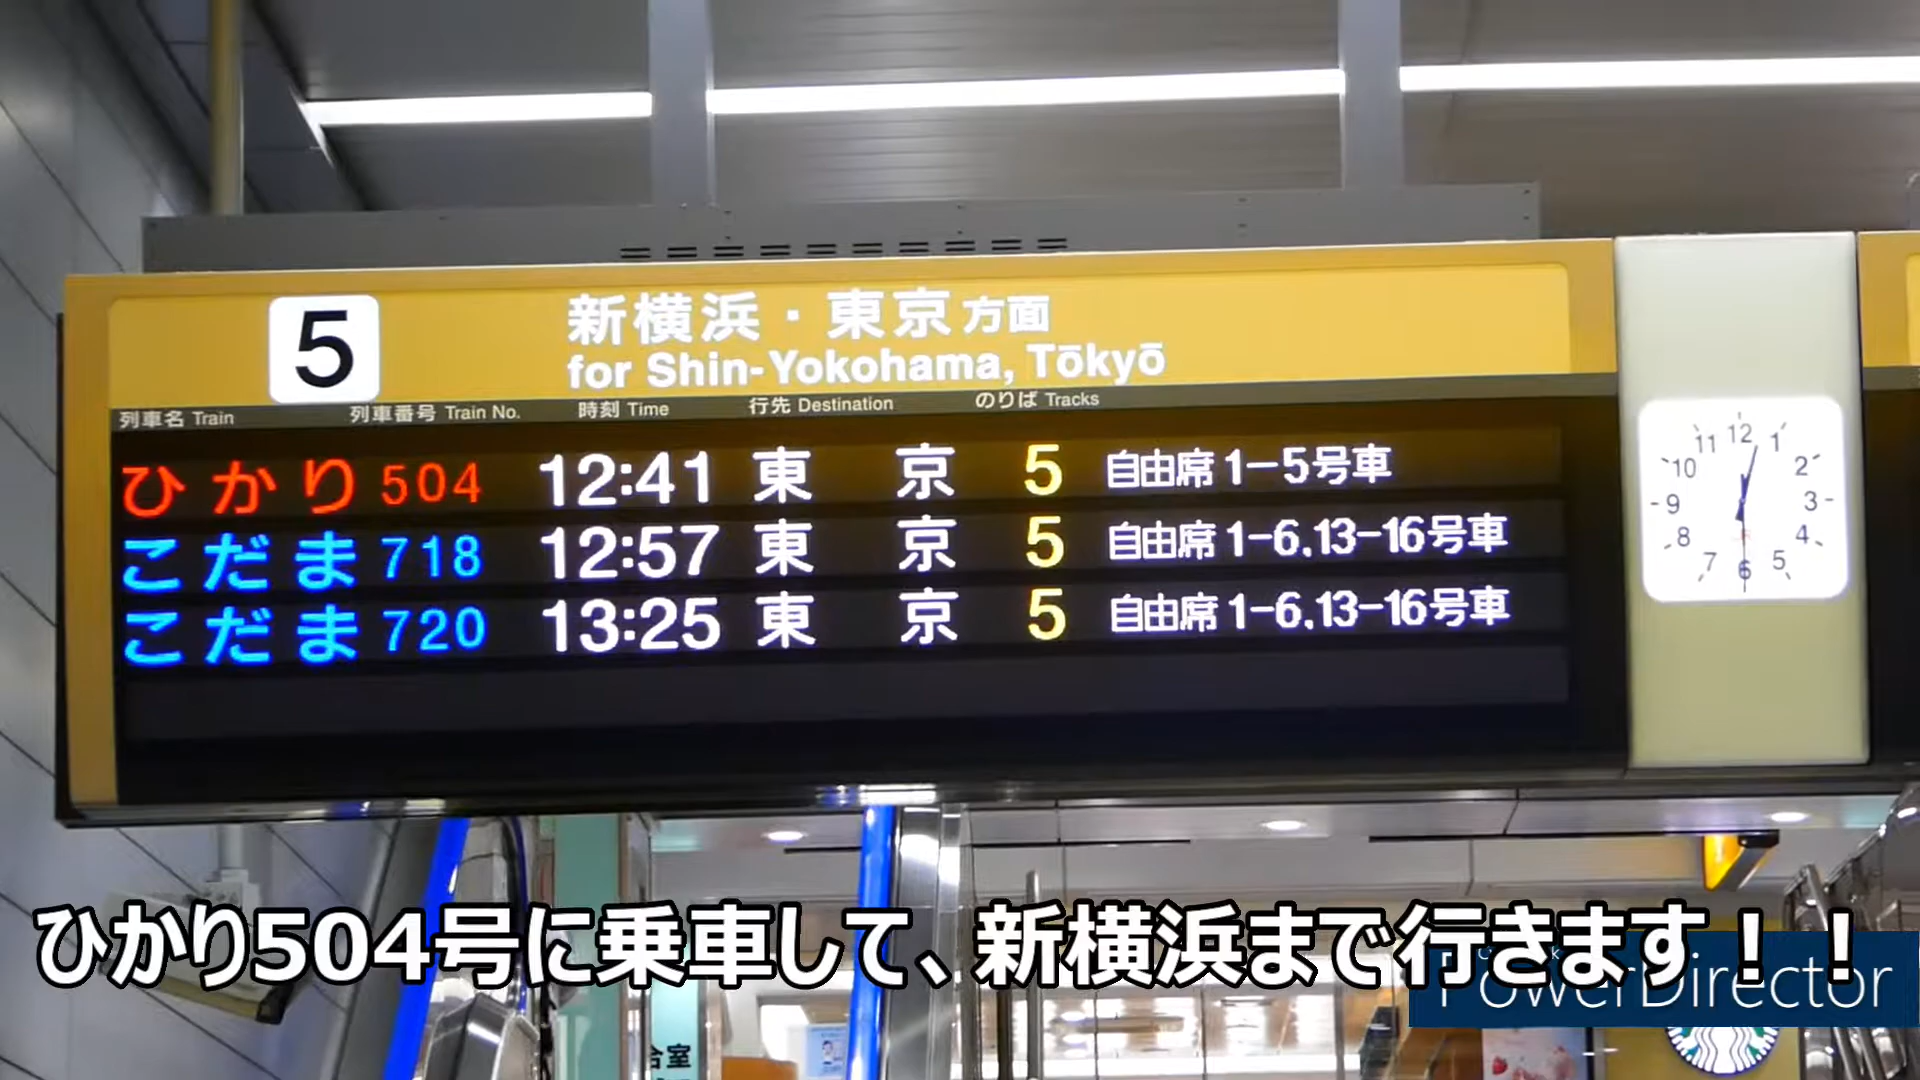 5
新横浜・東京方面
for Shin-Yokohama, Tōkyō
列車名 Train 列車番号 Train No. 時刻 Time 行先 Destination のりば Tracks
ひかり 504 12:41 東京 5 自由席 1-5号車
こだま 718 12:57 東京 5 自由席 1-6,13-16号車
こだま 720 13:25 東京 5 自由席 1-6,13-16号車
12 1 2 3 4 5 6 7 8 9 10 11
ひかり504号に乗車して、新横浜まで行きます！！
PowerDirector
合室